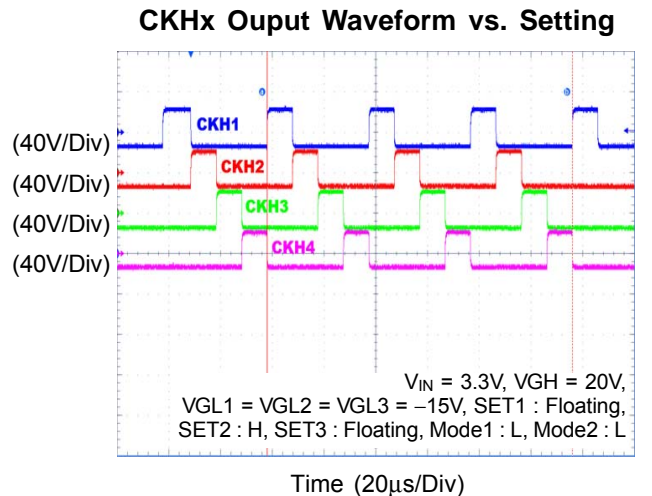 CKHx Ouput Waveform vs. Setting
a
b
CKH1
(40V/Div)
CKH2
(40V/Div)
CKH3
(40V/Div)
CKH4
(40V/Div)
VIN = 3.3V, VGH = 20V,
VGL1 = VGL2 = VGL3 = −15V, SET1 : Floating,
SET2 : H, SET3 : Floating, Mode1 : L, Mode2 : L
Time (20μs/Div)